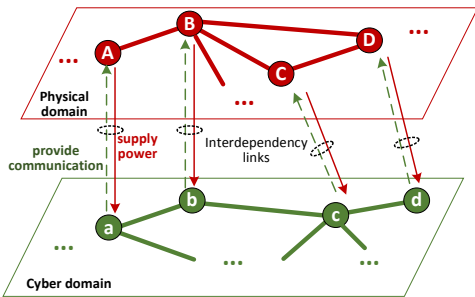 B
D
...
A
...
C
Physical
domain
...
provide
communication
supply
power
Interdependency
links
b
d
a
c
...
...
...
Cyber domain